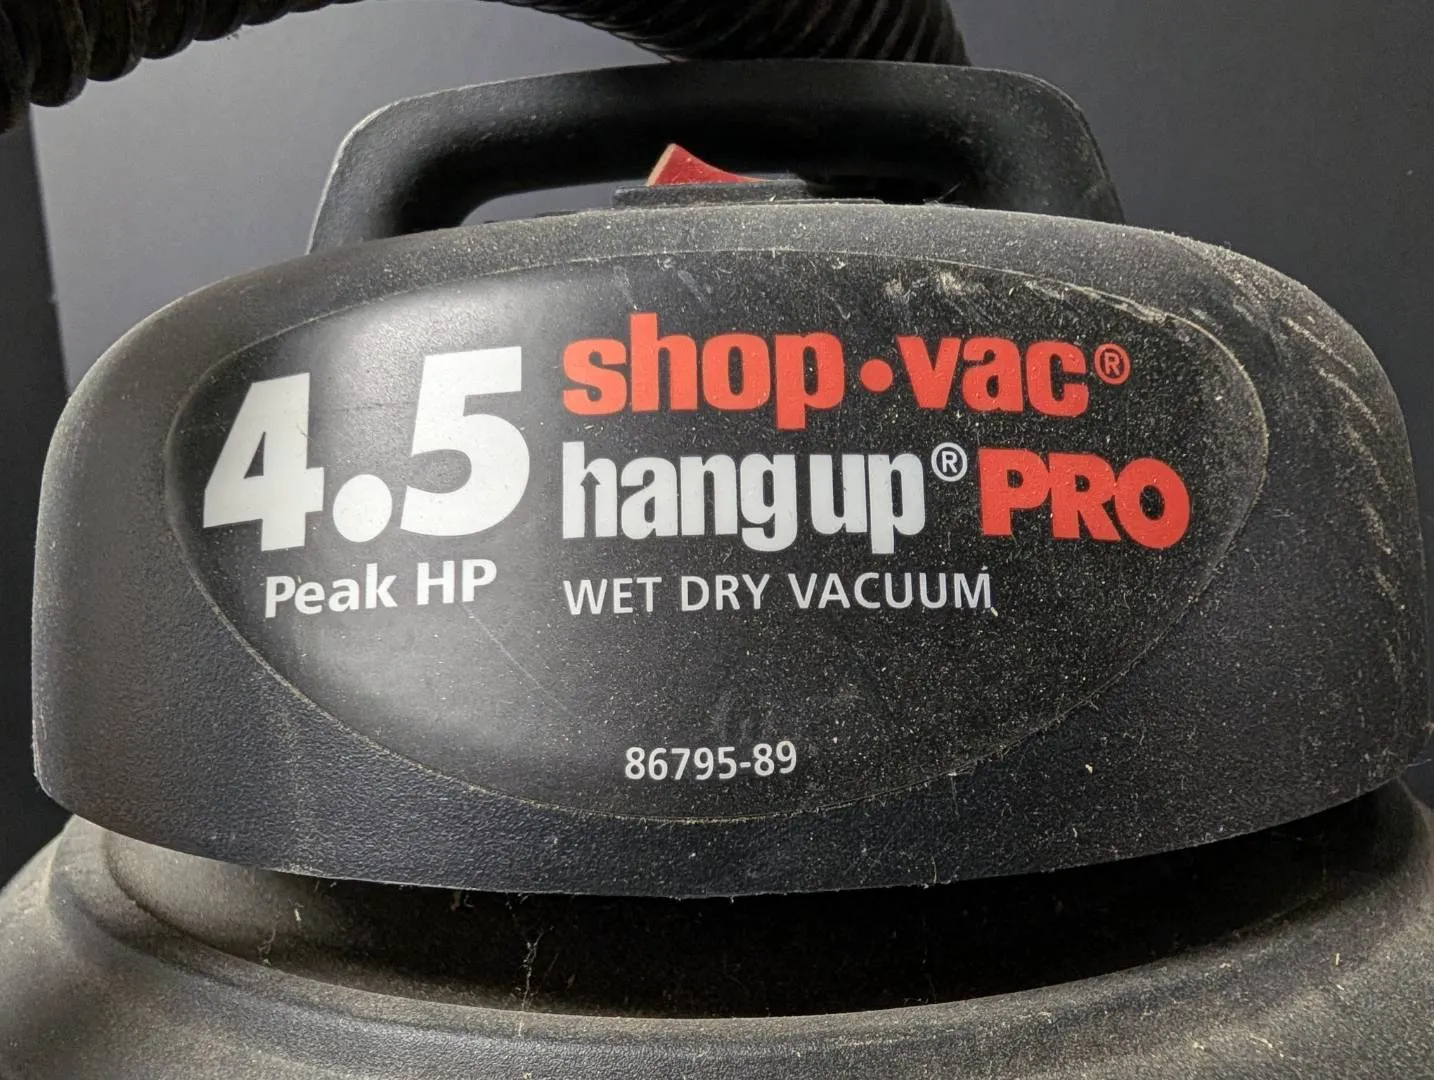 4.5
Peak HP
shop•vac®
hangup® PRO
WET DRY VACUUM
86795-89